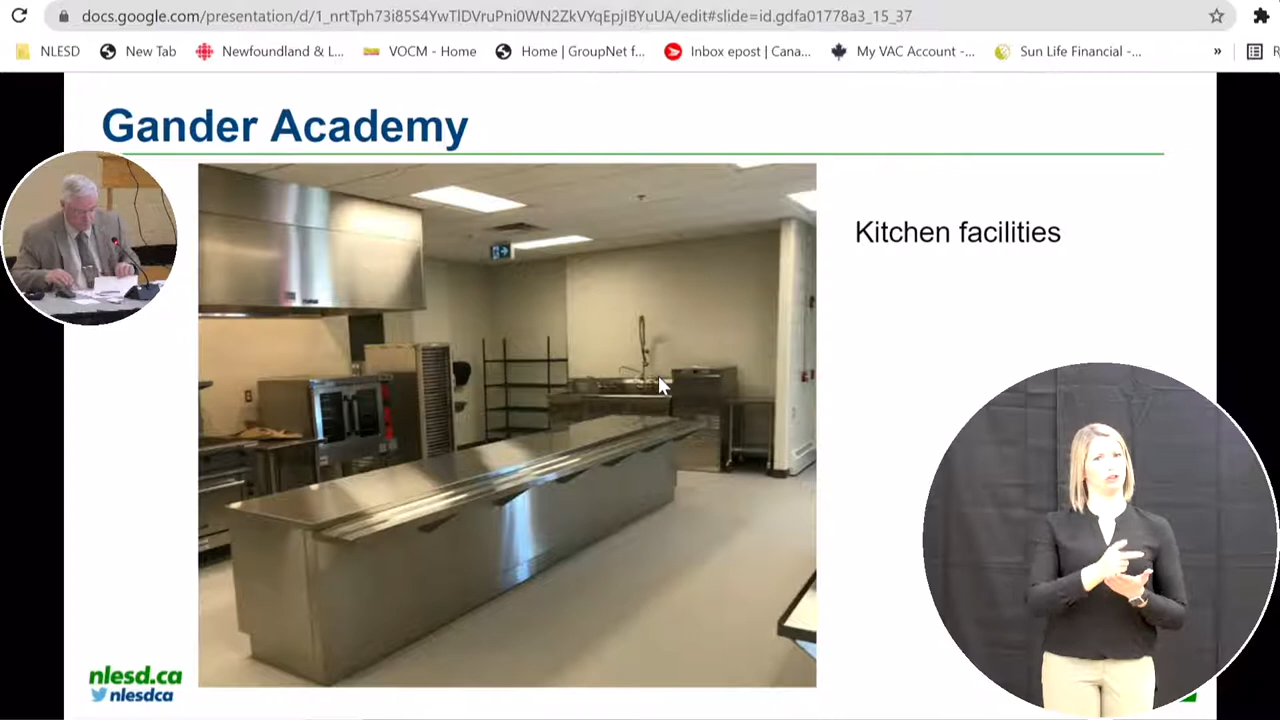 docs.google.com/presentation/d/1_nrtTph73i85S4YwTlDVruPni0WN2ZkVYqEpjIBYuUA/edit#slide=id.gdfa01778a3_15_37
NLESD New Tab Newfoundland & L... VOCM - Home Home | GroupNet f... Inbox epost | Cana... My VAC Account -... Sun Life Financial -... » R
Gander Academy
Kitchen facilities
nlesd.ca
nlesdca